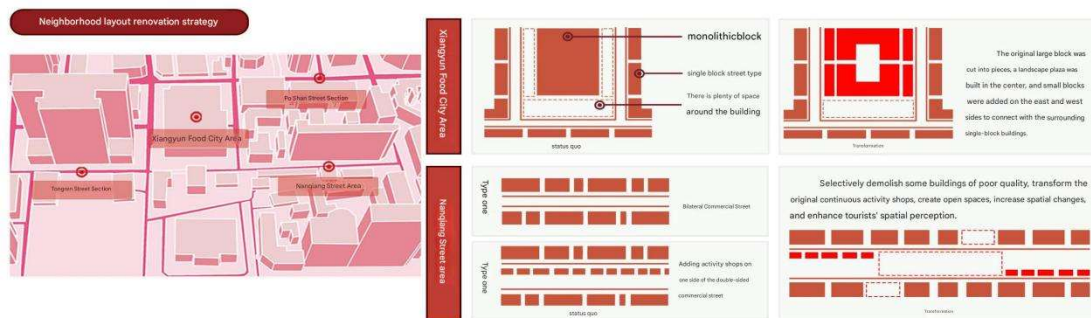 Neighborhood layout renovation strategy
Po Shan Street Section
Xiangyun Food City Area
Tongren Street Section
Nanqiang Street Area
Xiangyun Food City Area
monolithicblock
single block street type
There is plenty of space
around the building
status quo
The original large block was
cut into pieces, a landscape plaza was
built in the center, and small blocks
were added on the east and west
sides to connect with the surrounding
single-block buildings.
Transformation
Nanqiang Street area
Type one
Bilateral Commercial Street
Type one
Adding activity shops on
one side of the double-sided
commercial street
status quo
Selectively demolish some buildings of poor quality, transform the
original continuous activity shops, create open spaces, increase spatial changes,
and enhance tourists' spatial perception.
Transformation